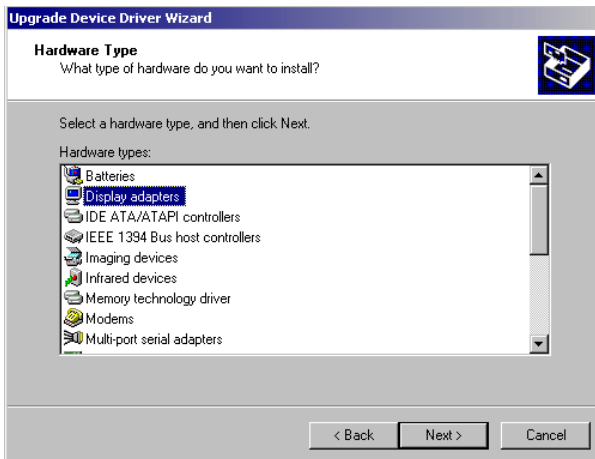 Upgrade Device Driver Wizard
Hardware Type
What type of hardware do you want to install?
Select a hardware type, and then click Next.
Hardware types:
Batteries
Display adapters
IDE ATA/ATAPI controllers
IEEE 1394 Bus host controllers
Imaging devices
Infrared devices
Memory technology driver
Modems
Multi-port serial adapters
< Back
Next >
Cancel